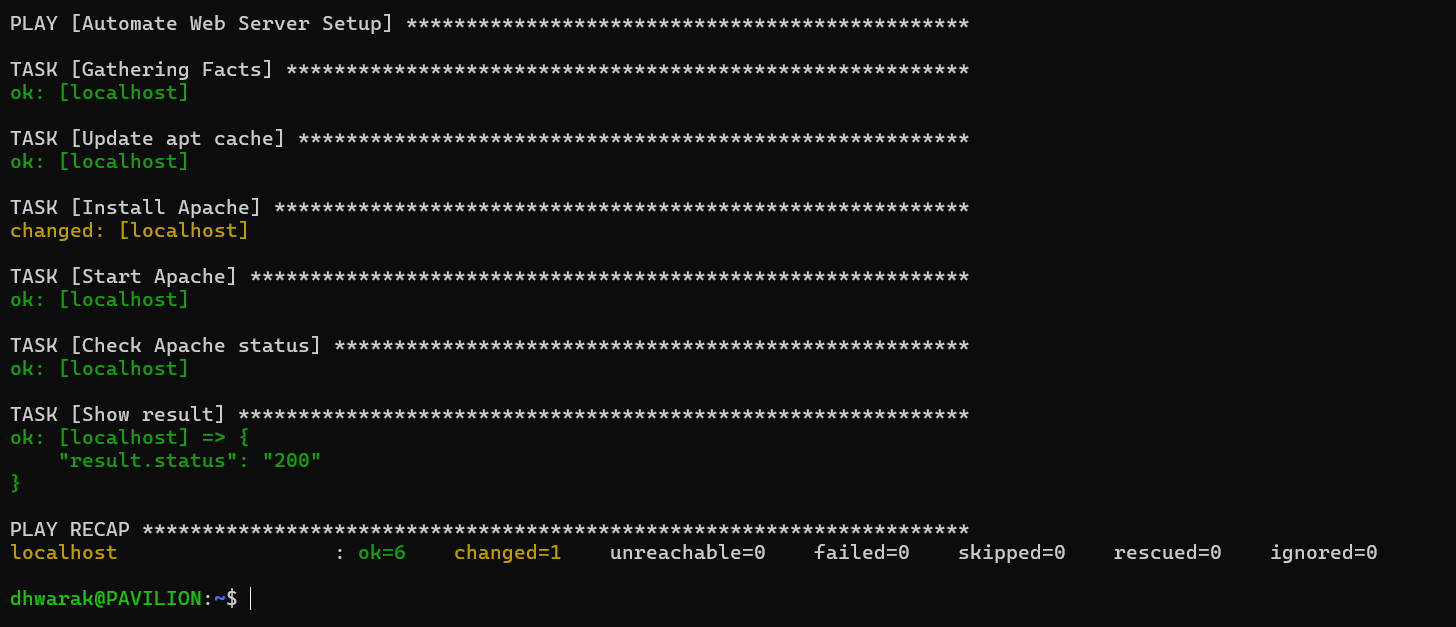 PLAY [Automate Web Server Setup] ***********************************************

TASK [Gathering Facts] *********************************************************
ok: [localhost]

TASK [Update apt cache] ********************************************************
ok: [localhost]

TASK [Install Apache] **********************************************************
changed: [localhost]

TASK [Start Apache] ************************************************************
ok: [localhost]

TASK [Check Apache status] *****************************************************
ok: [localhost]

TASK [Show result] *************************************************************
ok: [localhost] => {
    "result.status": "200"
}

PLAY RECAP *********************************************************************
localhost                  : ok=6    changed=1    unreachable=0    failed=0    skipped=0    rescued=0    ignored=0

dhwarak@PAVILION:~$